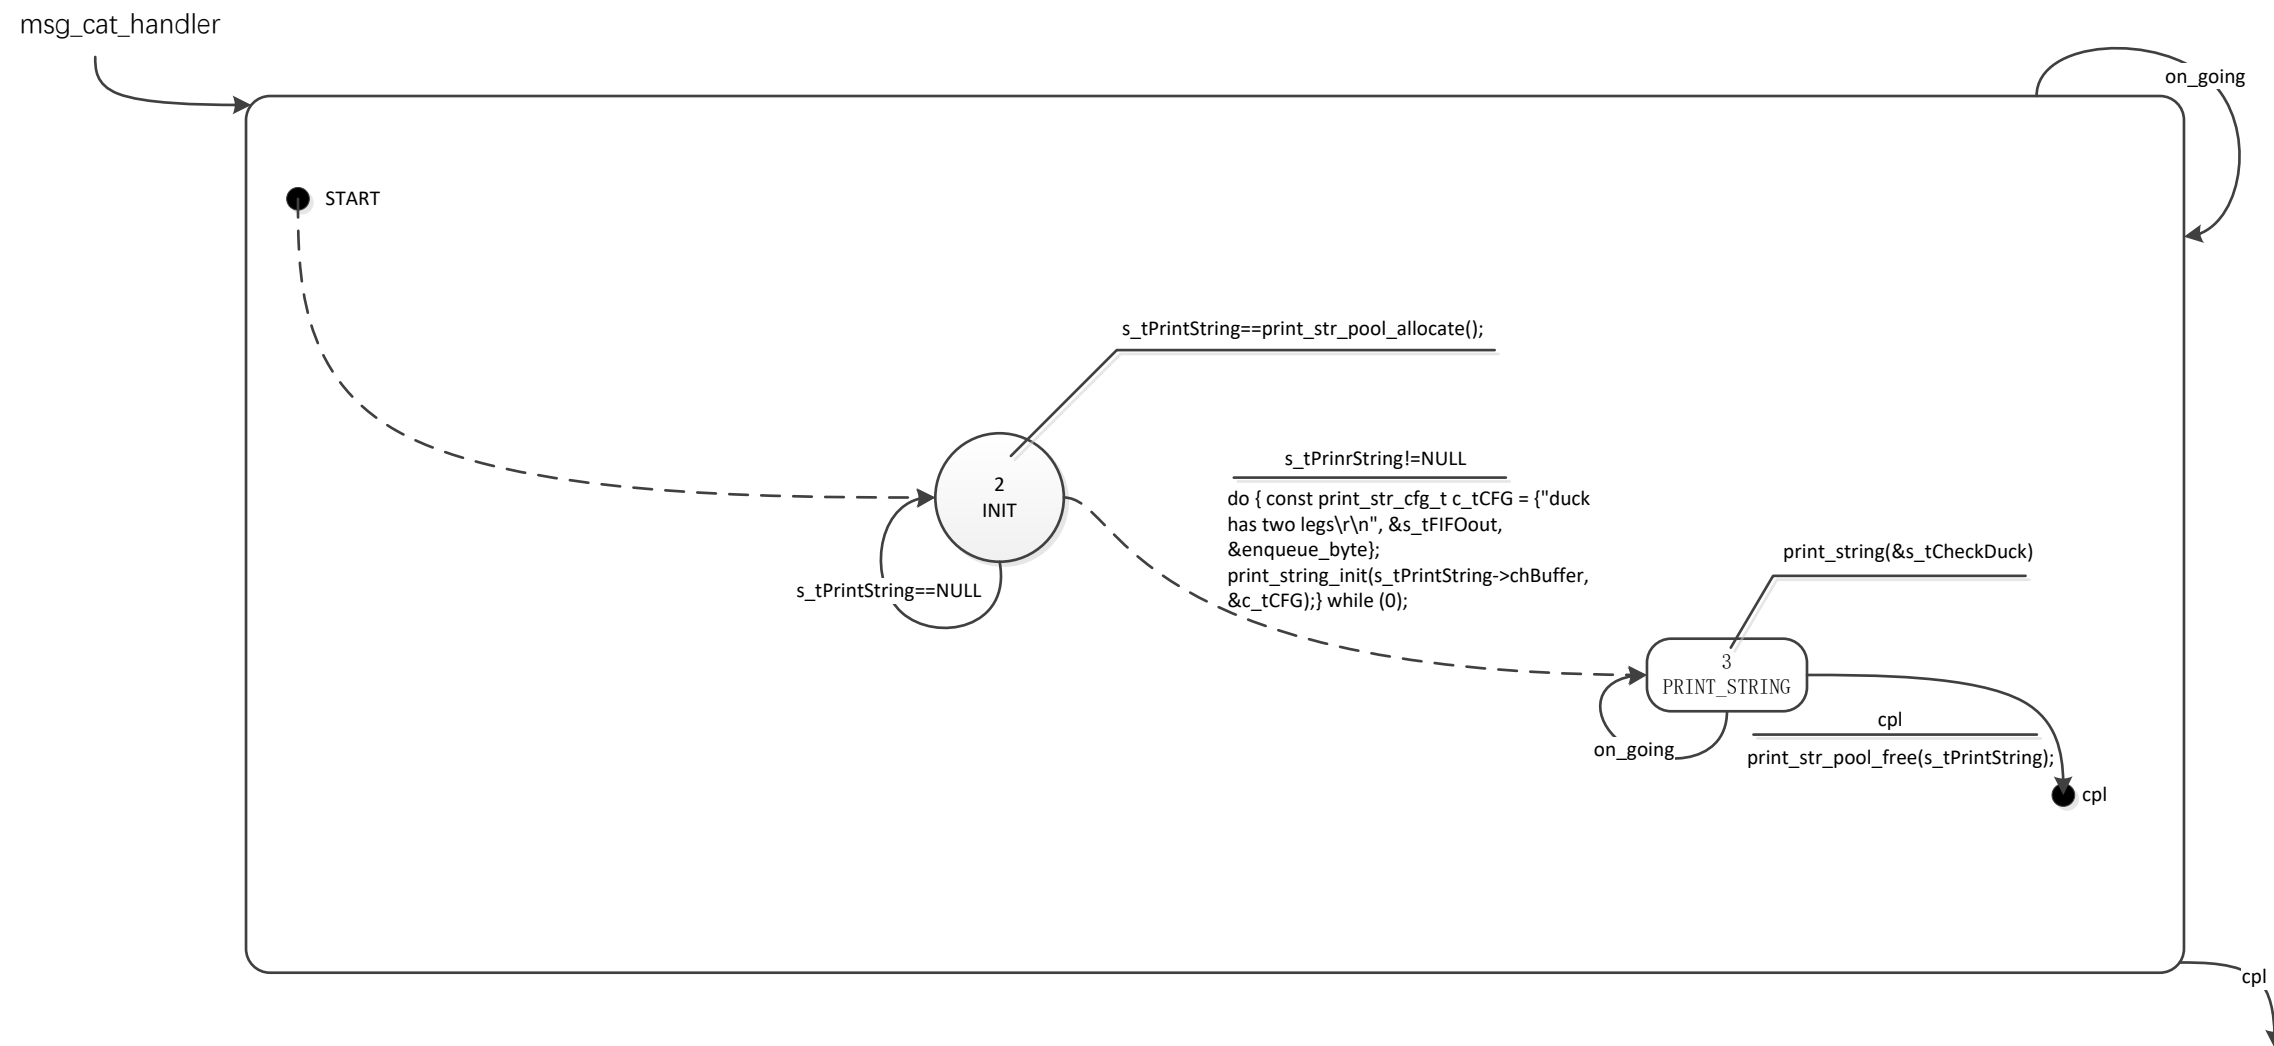 msg_cat_handler
on_going
START
s_tPrintString==print_str_pool_allocate();
s_tPrinrString!=NULL
2
INIT
do { const print_str_cfg_t c_tCFG = {"duck
has two legs\r\n", &s_tFIFOout,
&enqueue_byte};
print_string_init(s_tPrintString->chBuffer,
&c_tCFG);} while (0);
print_string(&s_tCheckDuck)
s_tPrintString==NULL
3
PRINT_STRING
cpl
on_going
print_str_pool_free(s_tPrintString);
cpl
cpl